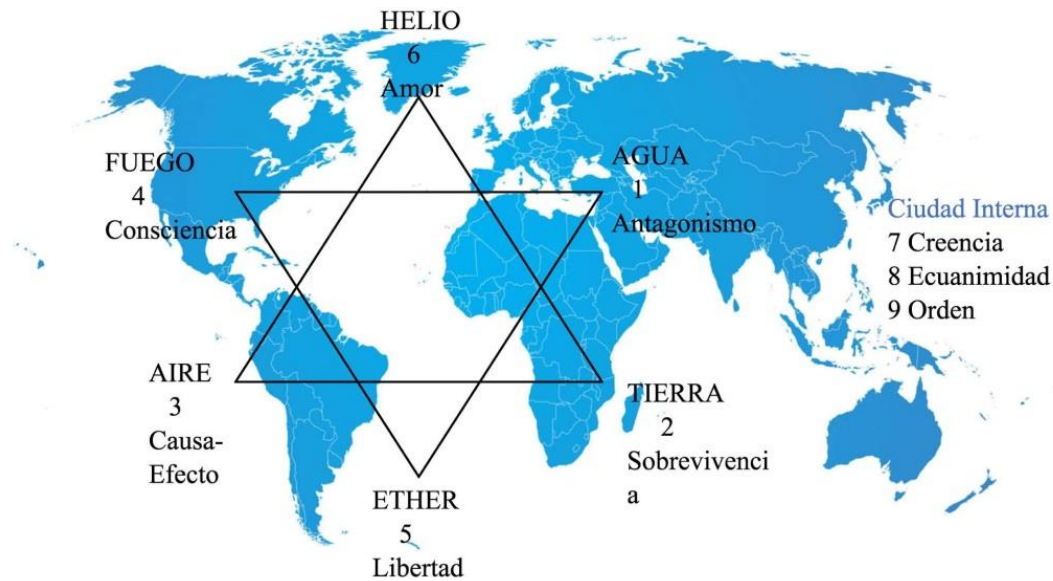 HELIO
6
Amor
FUEGO
4
Consciencia
AGUA
1
Antagonismo
Ciudad Interna
7 Creencia
8 Ecuanimidad
9 Orden
AIRE
3
Causa-
Efecto
TIERRA
2
Sobrevivenci
a
ETHER
5
Libertad